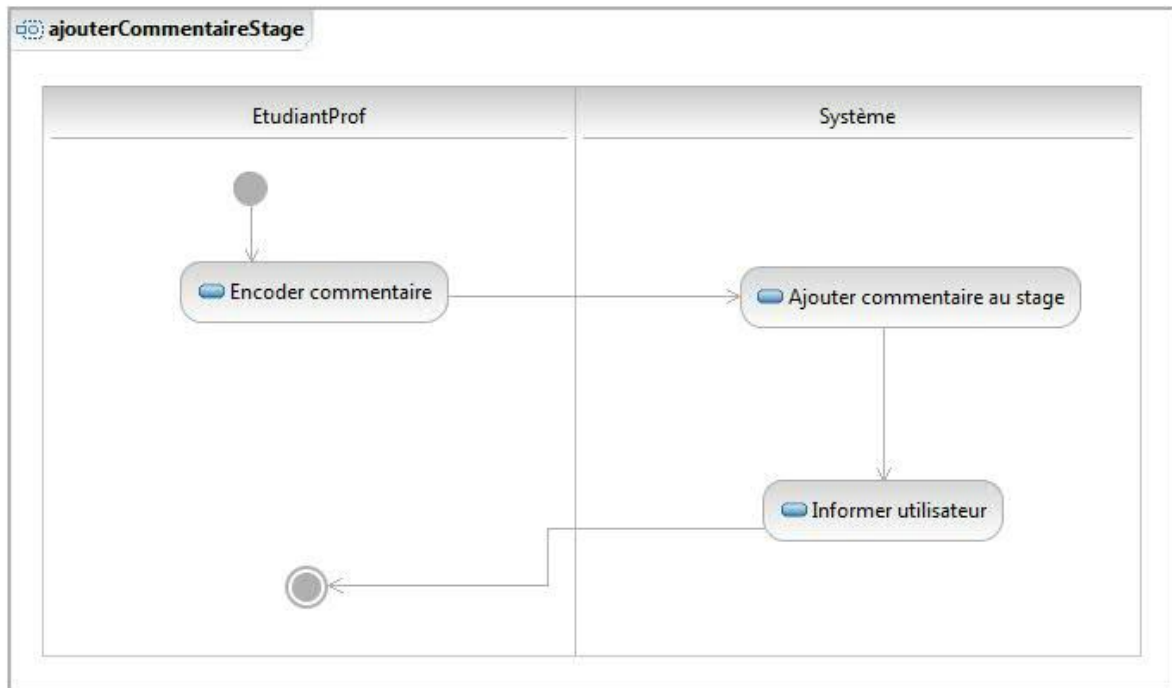 ajouterCommentaireStage
EtudiantProf
Système
Encoder commentaire
Ajouter commentaire au stage
Informer utilisateur